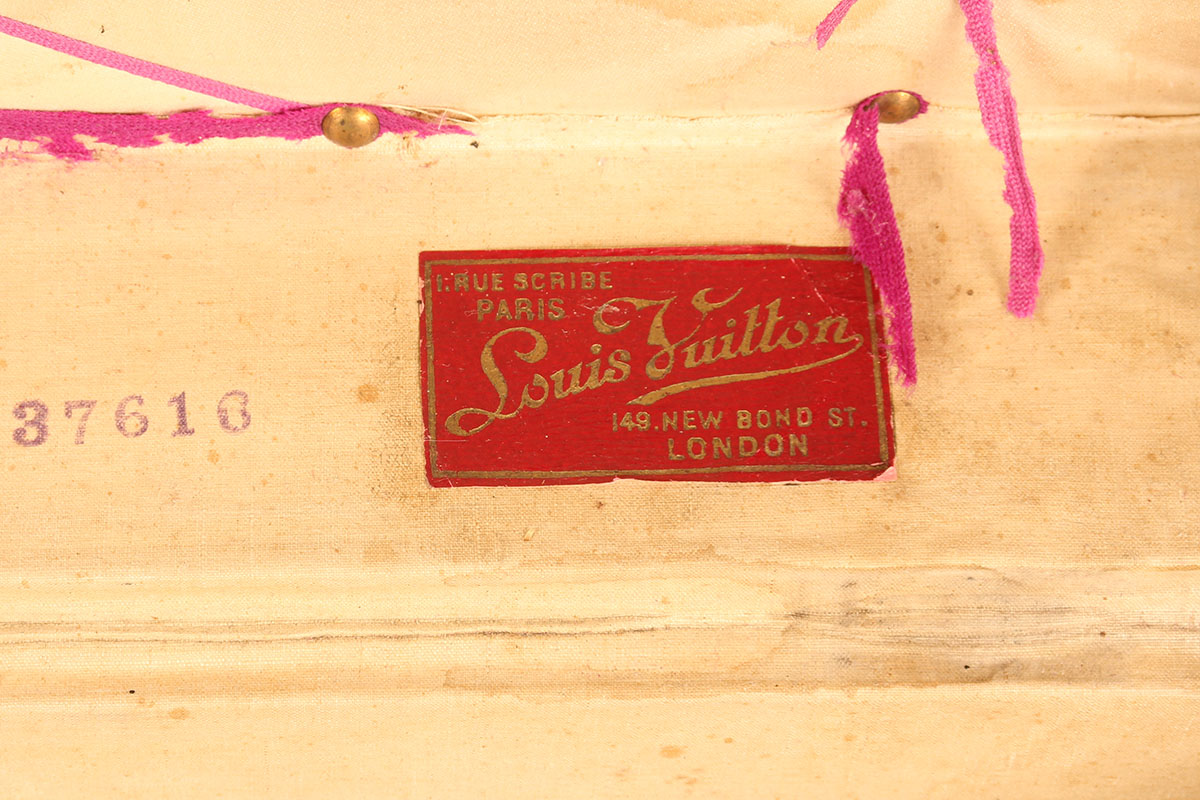 1. RUE SCRIBE
PARIS
Louis Vuitton
149. NEW BOND ST.
LONDON
37616